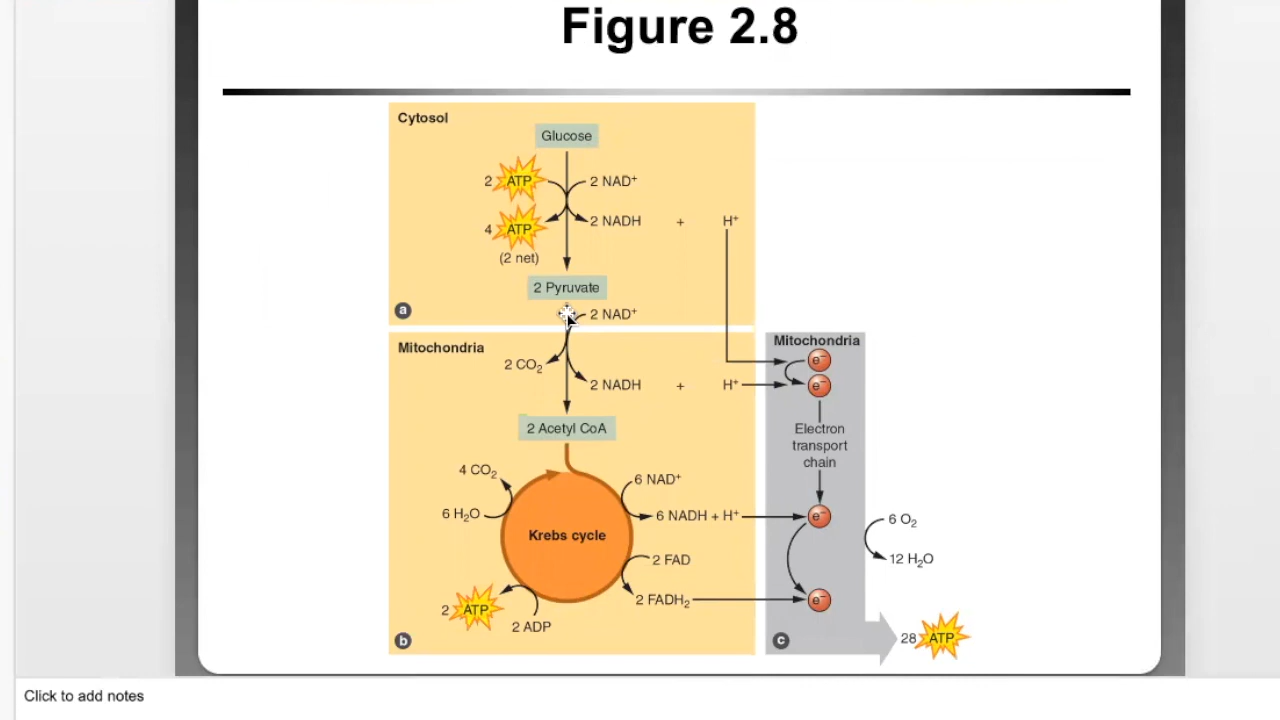 Figure 2.8
Cytosol
Glucose
2 ATP
2 NAD⁺
4 ATP
2 NADH + H⁺
(2 net)
2 Pyruvate
a
2 NAD⁺
Mitochondria
2 CO₂
2 NADH + H⁺
2 Acetyl CoA
4 CO₂
6 NAD⁺
6 H₂O
6 NADH + H⁺
Krebs cycle
2 FAD
2 FADH₂
2 ATP
2 ADP
b
Mitochondria
e⁻
e⁻
Electron
transport
chain
e⁻
6 O₂
12 H₂O
e⁻
c
28 ATP
Click to add notes